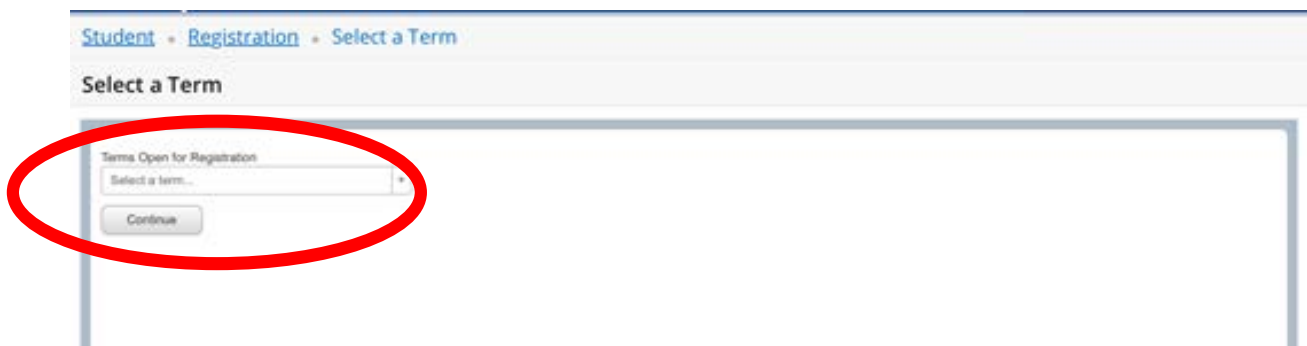 Student • Registration • Select a Term
Select a Term
Terms Open for Registration
Select a term...
Continue